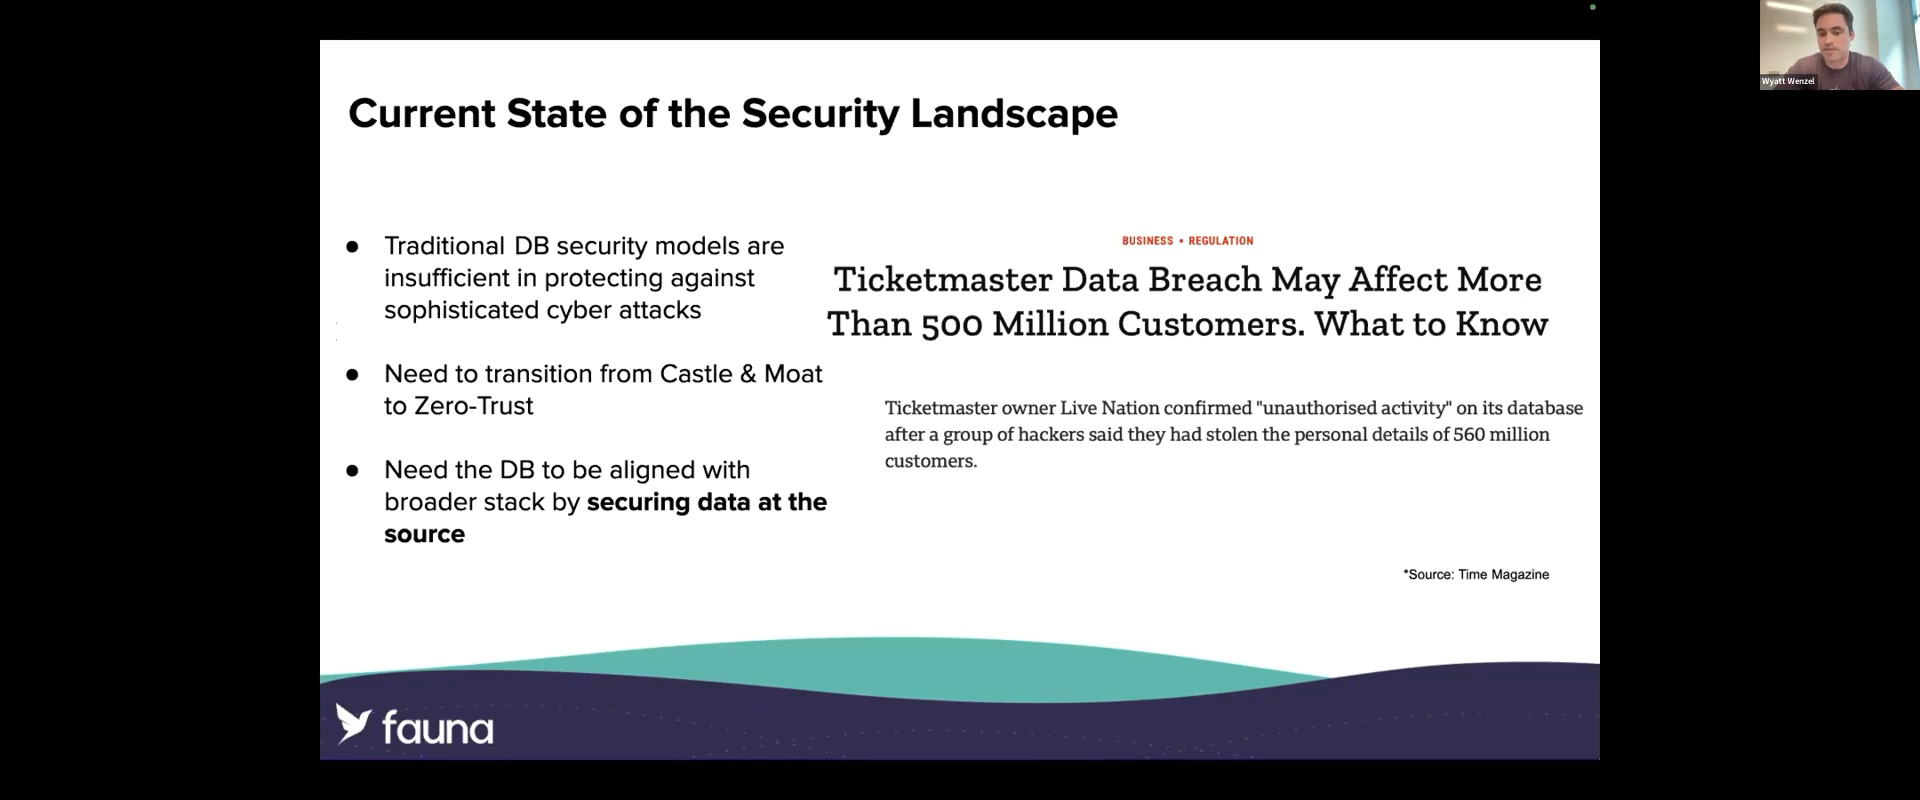 Current State of the Security Landscape
● Traditional DB security models are
insufficient in protecting against
sophisticated cyber attacks
● Need to transition from Castle & Moat
to Zero-Trust
● Need the DB to be aligned with
broader stack by securing data at the
source
BUSINESS • REGULATION
Ticketmaster Data Breach May Affect More
Than 500 Million Customers. What to Know
Ticketmaster owner Live Nation confirmed "unauthorised activity" on its database
after a group of hackers said they had stolen the personal details of 560 million
customers.
*Source: Time Magazine
fauna
Wyatt Wenzel